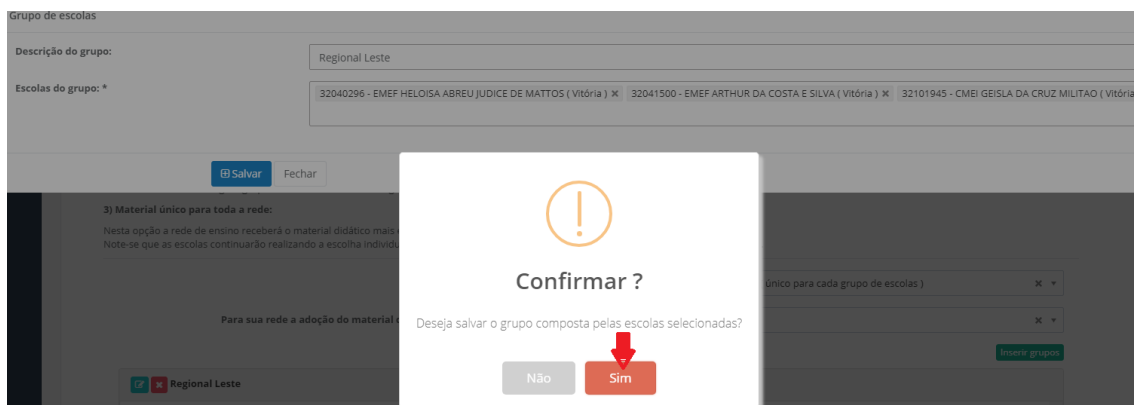 Grupo de escolas
Descrição do grupo:
Regional Leste
Escolas do grupo: *
32040296 - EMEF HELOISA ABREU JUDICE DE MATTOS ( Vitória ) ✖ 32041500 - EMEF ARTHUR DA COSTA E SILVA ( Vitória ) ✖ 32101945 - CMEI GEISLA DA CRUZ MILITAO ( Vitória
Salvar Fechar
3) Material único para toda a rede:
Nesta opção a rede de ensino receberá o material didático mais
Note-se que as escolas continuarão realizando a escolha individu
Confirmar ?
único para cada grupo de escolas )
Para sua rede a adoção do material
Deseja salvar o grupo composta pelas escolas selecionadas?
Inserir grupos
Não Sim
Regional Leste